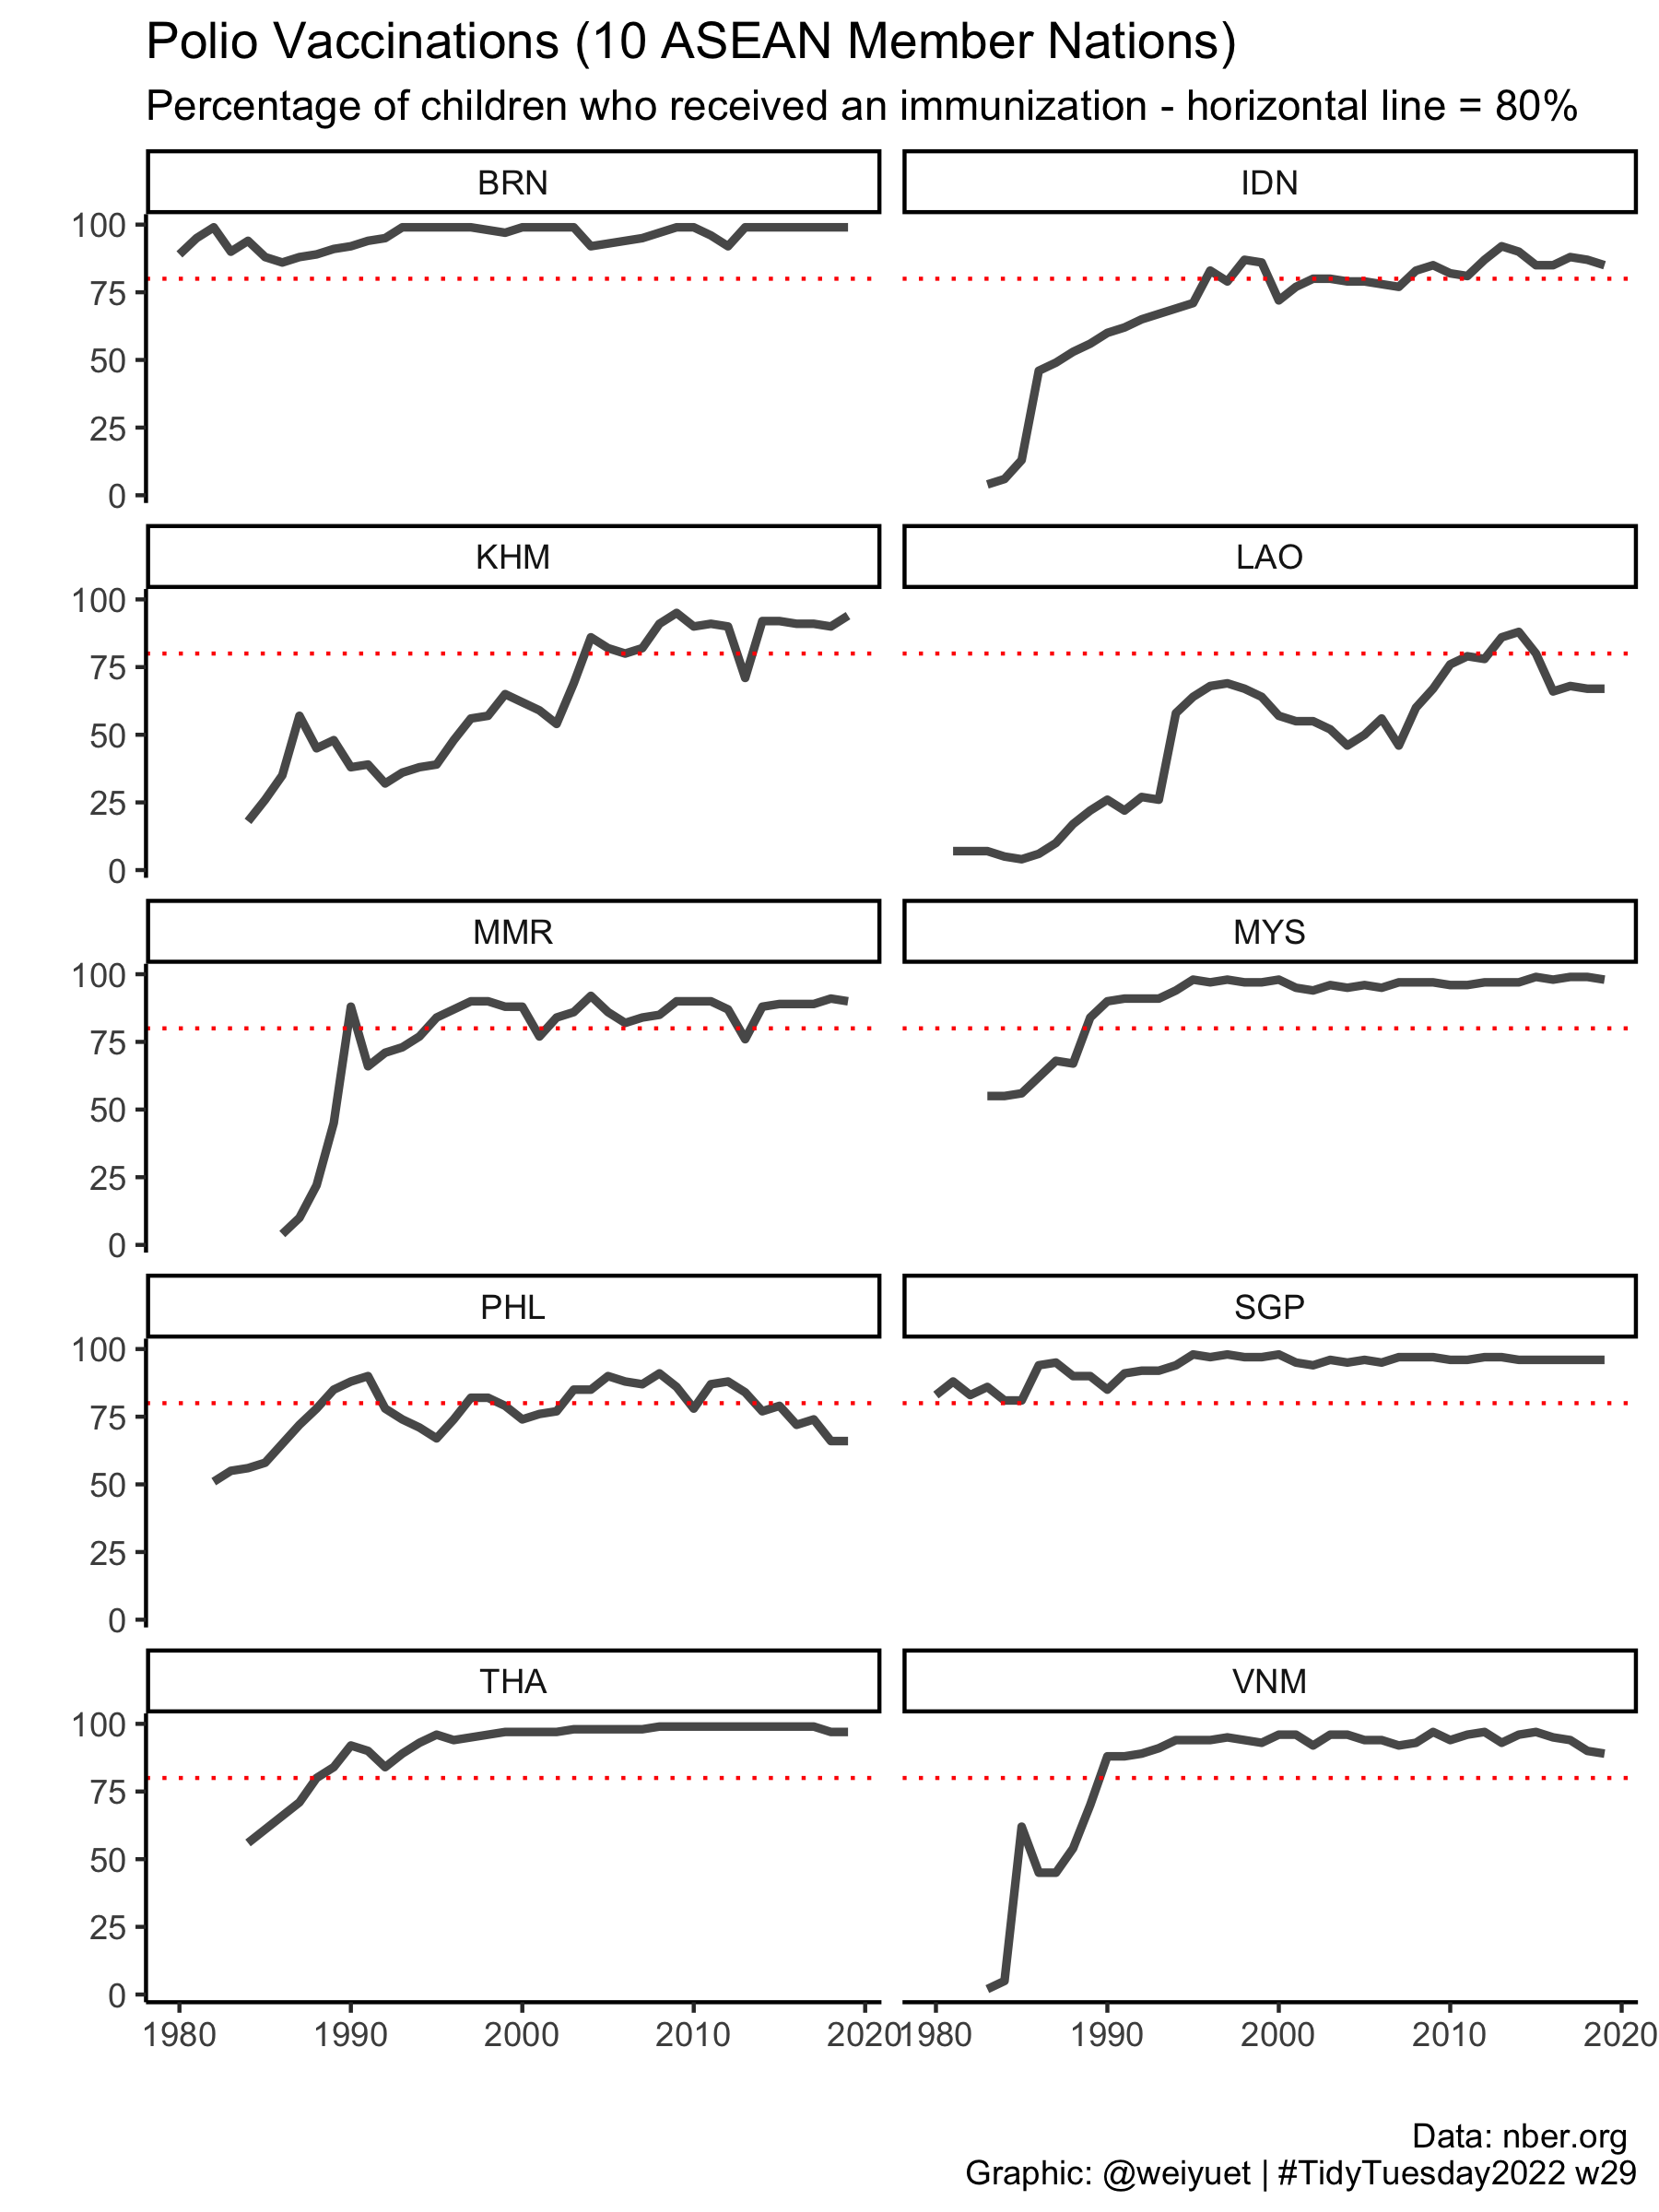 Polio Vaccinations (10 ASEAN Member Nations)
Percentage of children who received an immunization - horizontal line = 80%
BRN
IDN
100
75
50
25
0
KHM
LAO
100
75
50
25
0
MMR
MYS
100
75
50
25
0
PHL
SGP
100
75
50
25
0
THA
VNM
100
75
50
25
0
1980 1990 2000 2010 2020 1980 1990 2000 2010 2020
Data: nber.org
Graphic: @weiyuet | #TidyTuesday2022 w29